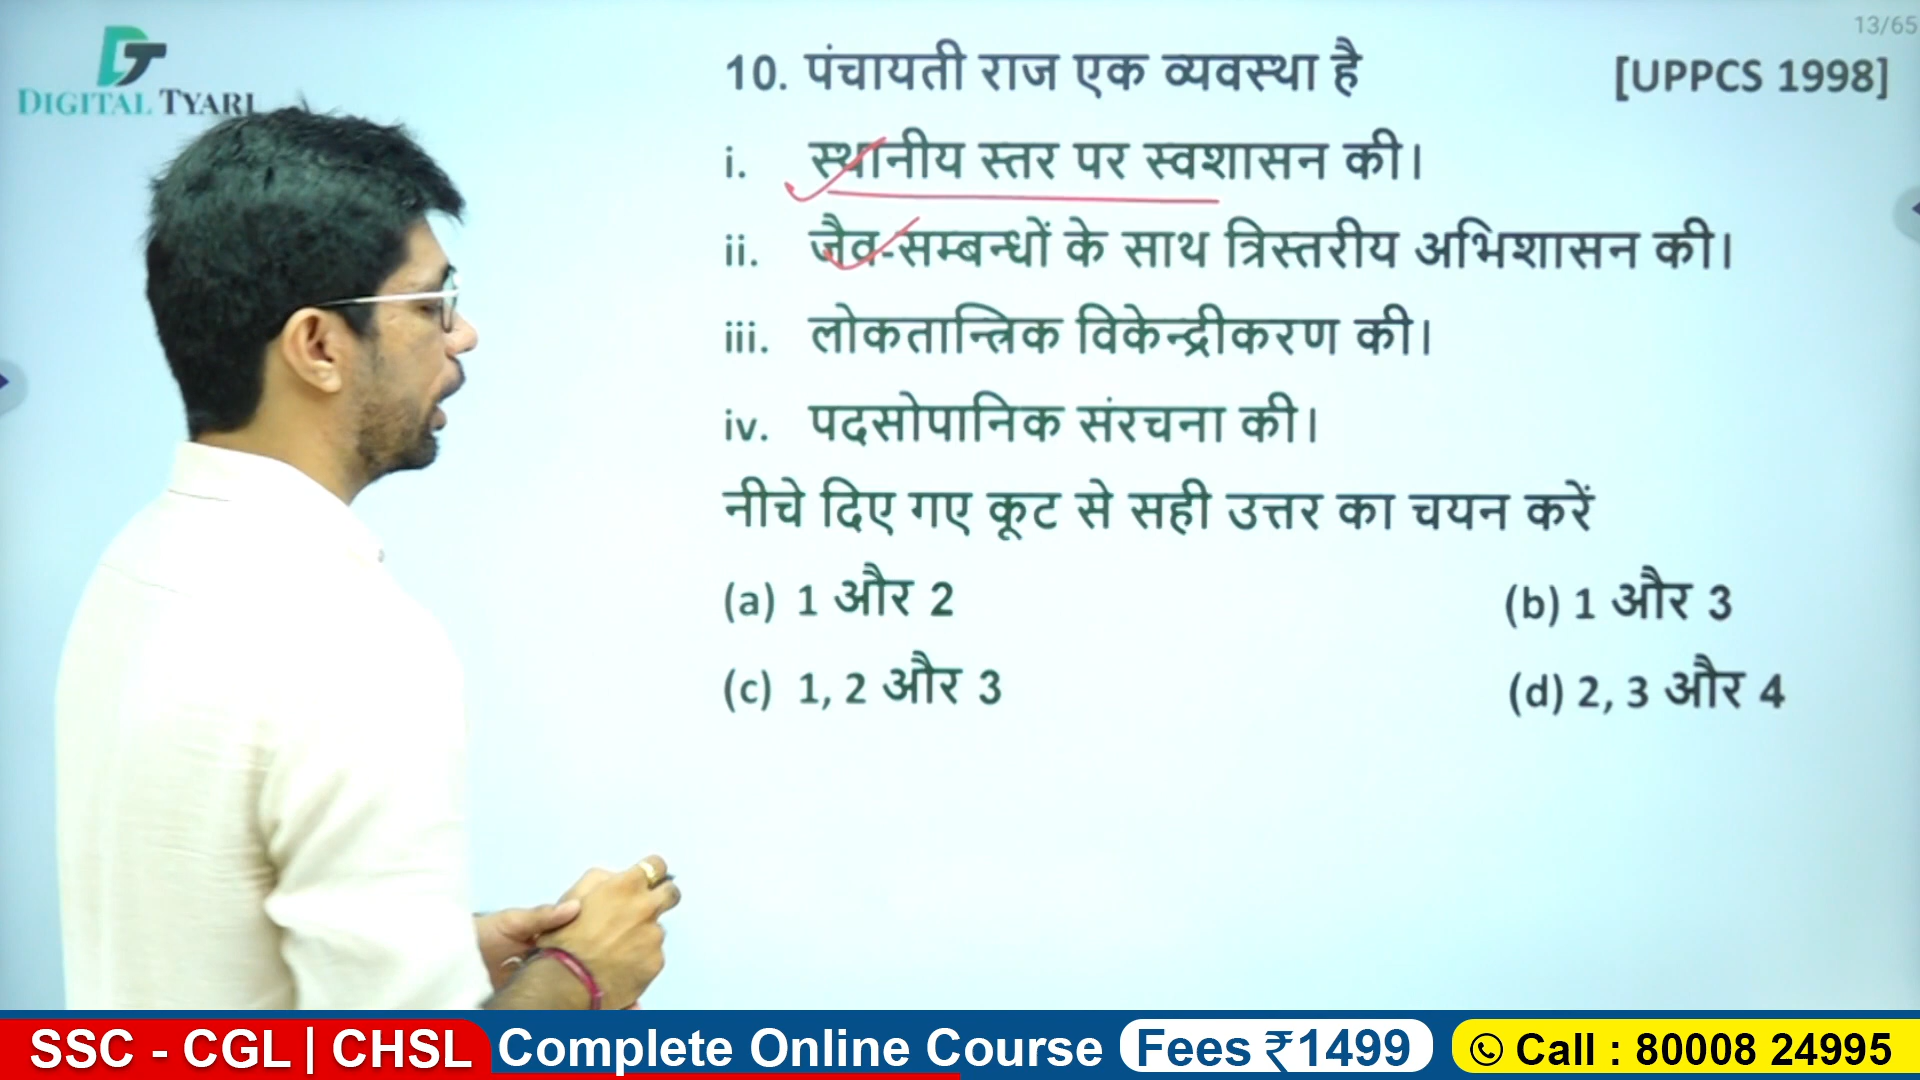 13/65
DIGITAL TYARI
10. पंचायती राज एक व्यवस्था है [UPPCS 1998]
i. स्थानीय स्तर पर स्वशासन की।
ii. जैव-सम्बन्धों के साथ त्रिस्तरीय अभिशासन की।
iii. लोकतान्त्रिक विकेन्द्रीकरण की।
iv. पदसोपानिक संरचना की।
नीचे दिए गए कूट से सही उत्तर का चयन करें
(a) 1 और 2 (b) 1 और 3
(c) 1, 2 और 3 (d) 2, 3 और 4
SSC - CGL | CHSL Complete Online Course Fees ₹1499 Call : 80008 24995